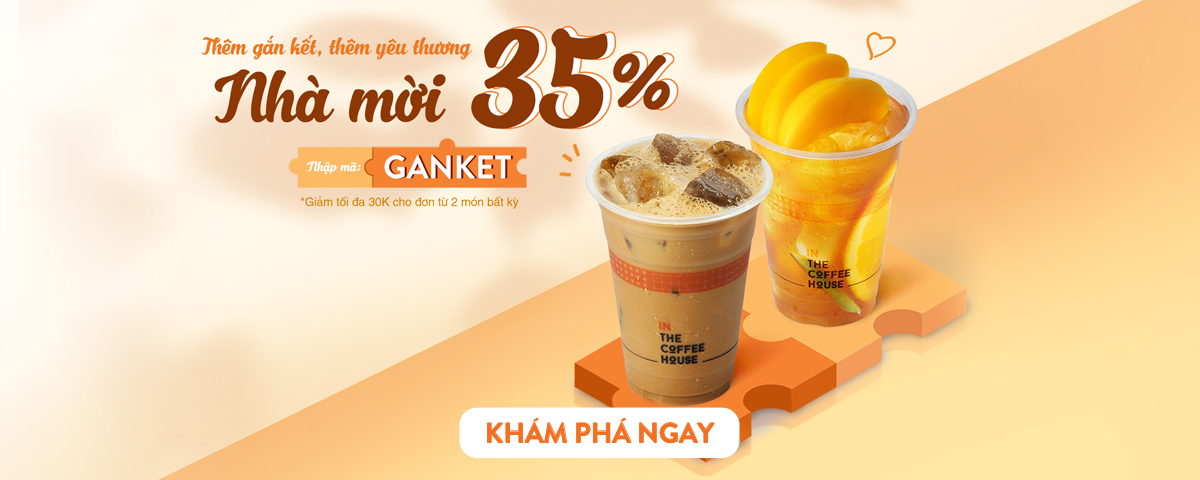 Thêm gắn kết, thêm yêu thương
Nhà mời 35%
Nhập mã: GANKET
*Giảm tối đa 30K cho đơn từ 2 món bất kỳ
IN
THE
COFFEE
HOUSE
IN
THE
COFFEE
HOUSE
KHÁM PHÁ NGAY